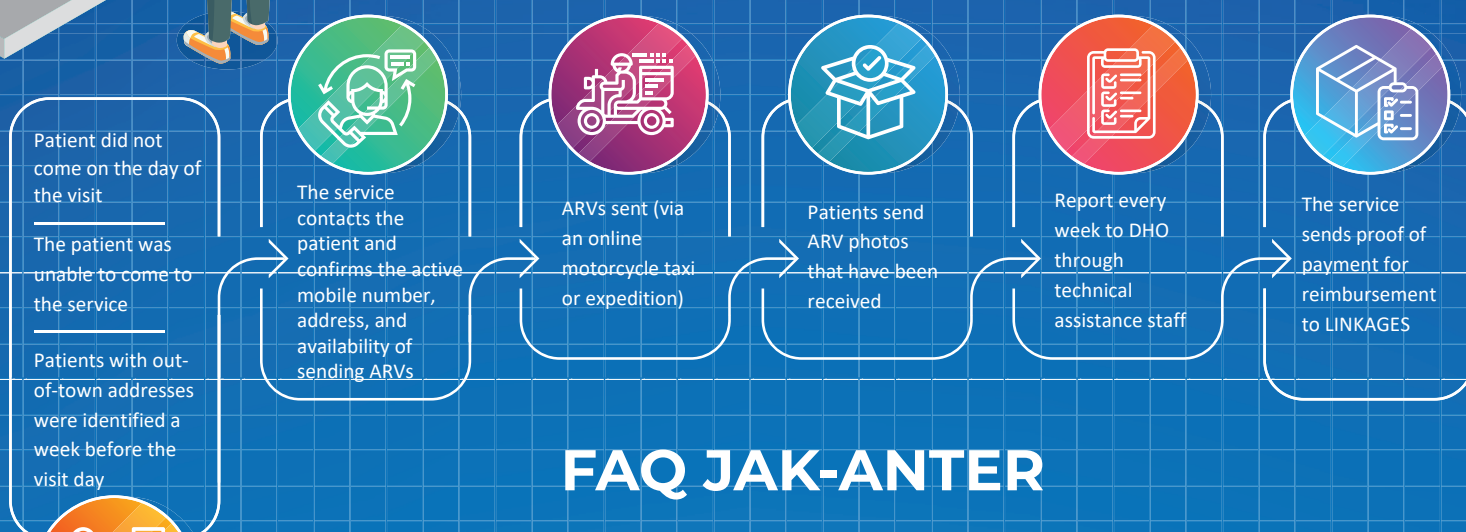 Patient did not
come on the day of
the visit
The patient was
unable to come to
the service
Patients with out-
of-town addresses
were identified a
week before the
visit day
The service
contacts the
patient and
confirms the active
mobile number,
address, and
availability of
sending ARVs
ARVs sent (via
an online
motorcycle taxi
or expedition)
Patients send
ARV photos
that have been
received
Report every
week to DHO
through
technical
assistance staff
The service
sends proof of
payment for
reimbursement
to LINKAGES
FAQ JAK-ANTER